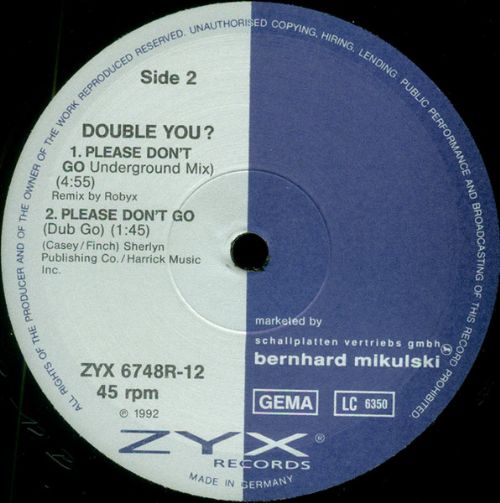 ALL RIGHTS OF THE PRODUCER AND OF THE OWNER OF THE WORK REPRODUCED RESERVED. UNAUTHORISED COPYING, HIRING, LENDING, PUBLIC PERFORMANCE AND BROADCASTING OF THIS RECORD PROHIBITED
Side 2
DOUBLE YOU?
1. PLEASE DON'T
GO Underground Mix)
(4:55)
Remix by Robyx
2. PLEASE DON'T GO
(Dub Go) (1:45)
(Casey/Finch) Sherlyn
Publishing Co./Harrick Music
Inc.
marketed by
schallplatten vertriebs gmbh
bernhard mikulski
ZYX 6748R-12
45 rpm
℗ 1992
GEMA
LC 6350
ZYX®
RECORDS
MADE IN GERMANY